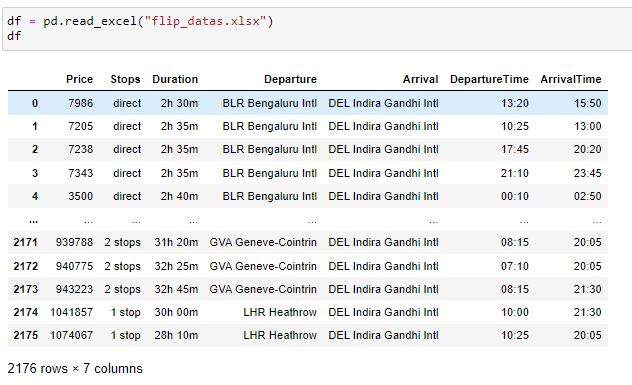 df = pd.read_excel("flip_datas.xlsx")
df
Price Stops Duration Departure Arrival DepartureTime ArrivalTime
0 7986 direct 2h 30m BLR Bengaluru Intl DEL Indira Gandhi Intl 13:20 15:50
1 7205 direct 2h 35m BLR Bengaluru Intl DEL Indira Gandhi Intl 10:25 13:00
2 7238 direct 2h 35m BLR Bengaluru Intl DEL Indira Gandhi Intl 17:45 20:20
3 7343 direct 2h 35m BLR Bengaluru Intl DEL Indira Gandhi Intl 21:10 23:45
4 3500 direct 2h 40m BLR Bengaluru Intl DEL Indira Gandhi Intl 00:10 02:50
... ... ... ... ... ... ... ...
2171 939788 2 stops 31h 20m GVA Geneve-Cointrin DEL Indira Gandhi Intl 08:15 20:05
2172 940775 2 stops 32h 25m GVA Geneve-Cointrin DEL Indira Gandhi Intl 07:10 20:05
2173 943223 2 stops 32h 45m GVA Geneve-Cointrin DEL Indira Gandhi Intl 08:15 21:30
2174 1041857 1 stop 30h 00m LHR Heathrow DEL Indira Gandhi Intl 10:00 21:30
2175 1074067 1 stop 28h 10m LHR Heathrow DEL Indira Gandhi Intl 10:25 20:05
2176 rows × 7 columns